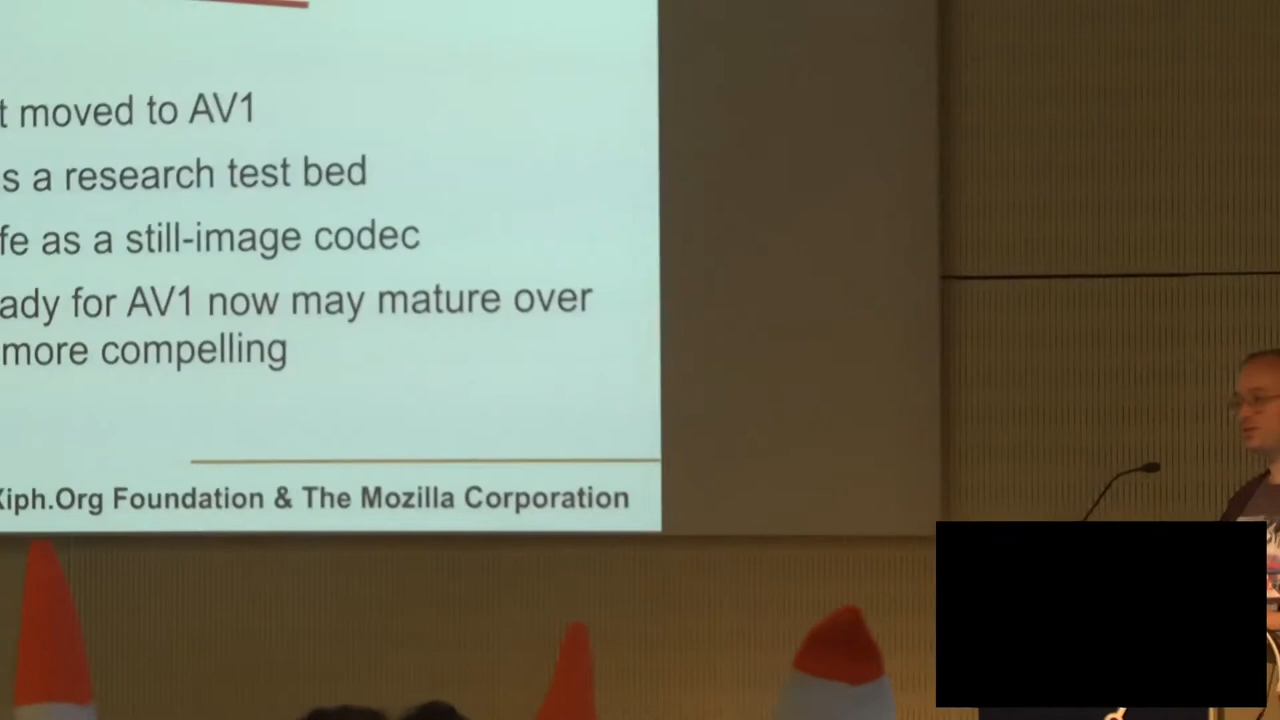 t moved to AV1
s a research test bed
fe as a still-image codec
ady for AV1 now may mature over
more compelling
Xiph.Org Foundation & The Mozilla Corporation